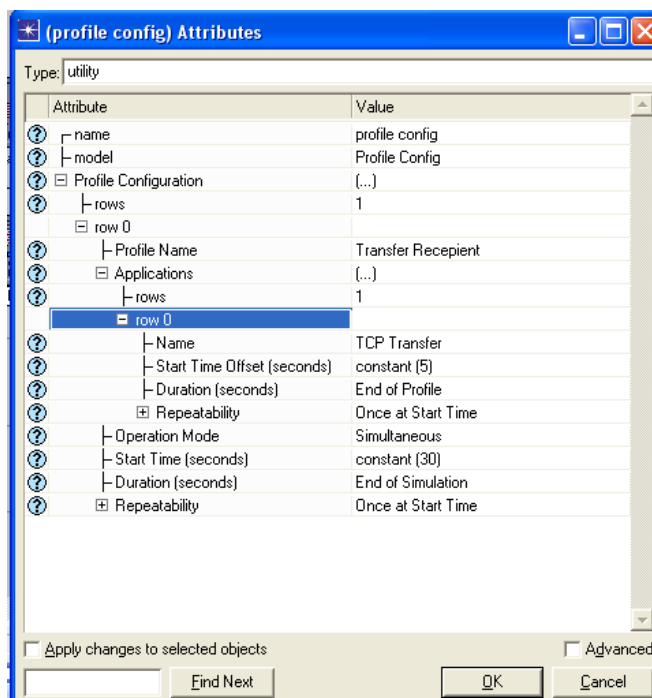 (profile config) Attributes
Type: utility
Attribute Value
name profile config
model Profile Config
Profile Configuration (...)
rows 1
row 0
Profile Name Transfer Recepient
Applications (...)
rows 1
row 0
Name TCP Transfer
Start Time Offset (seconds) constant (5)
Duration (seconds) End of Profile
Repeatability Once at Start Time
Operation Mode Simultaneous
Start Time (seconds) constant (30)
Duration (seconds) End of Simulation
Repeatability Once at Start Time
Apply changes to selected objects Advanced
Find Next OK Cancel